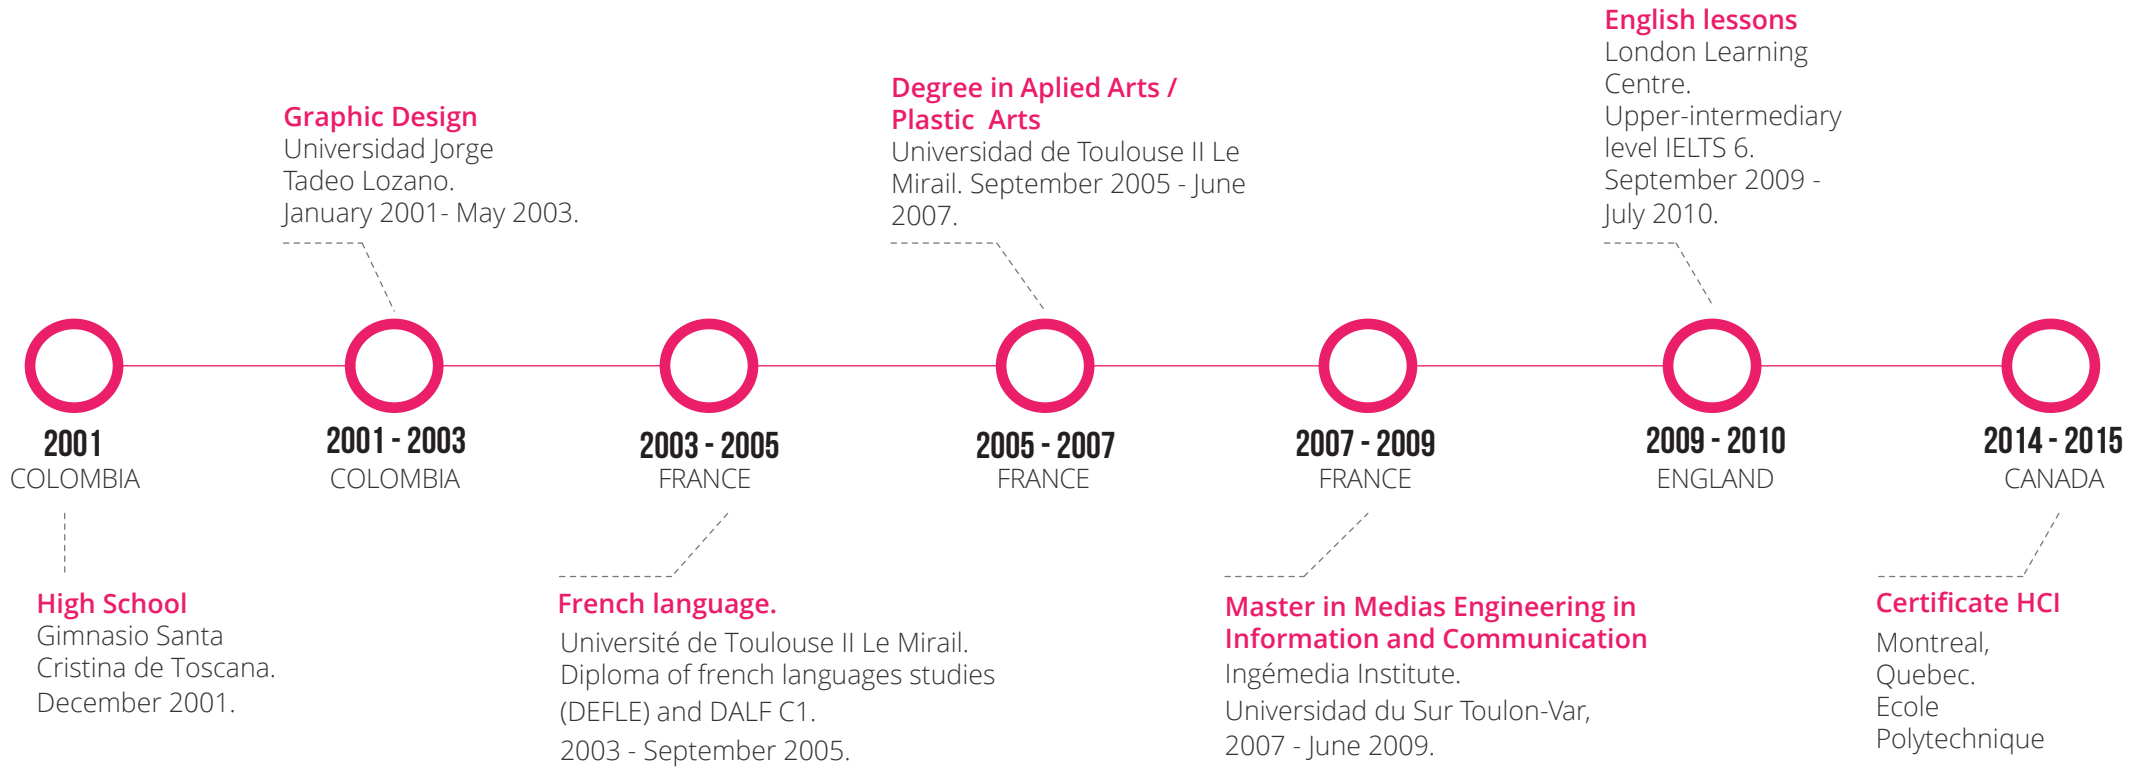 English lessons
London Learning
Centre.
Upper-intermediary
level IELTS 6.
September 2009 -
July 2010.
Degree in Aplied Arts /
Plastic  Arts
Universidad de Toulouse II Le
Mirail. September 2005 - June
2007.
Graphic Design
Universidad Jorge
Tadeo Lozano.
January 2001- May 2003.
2001
COLOMBIA
2001 - 2003
COLOMBIA
2003 - 2005
FRANCE
2005 - 2007
FRANCE
2007 - 2009
FRANCE
2009 - 2010
ENGLAND
2014 - 2015
CANADA
High School
Gimnasio Santa
Cristina de Toscana.
December 2001.
French language.
Université de Toulouse II Le Mirail.
Diploma of french languages studies
(DEFLE) and DALF C1.
2003 - September 2005.
Master in Medias Engineering in
Information and Communication
Ingémedia Institute.
Universidad du Sur Toulon-Var,
2007 - June 2009.
Certificate HCI
Montreal,
Quebec.
Ecole
Polytechnique